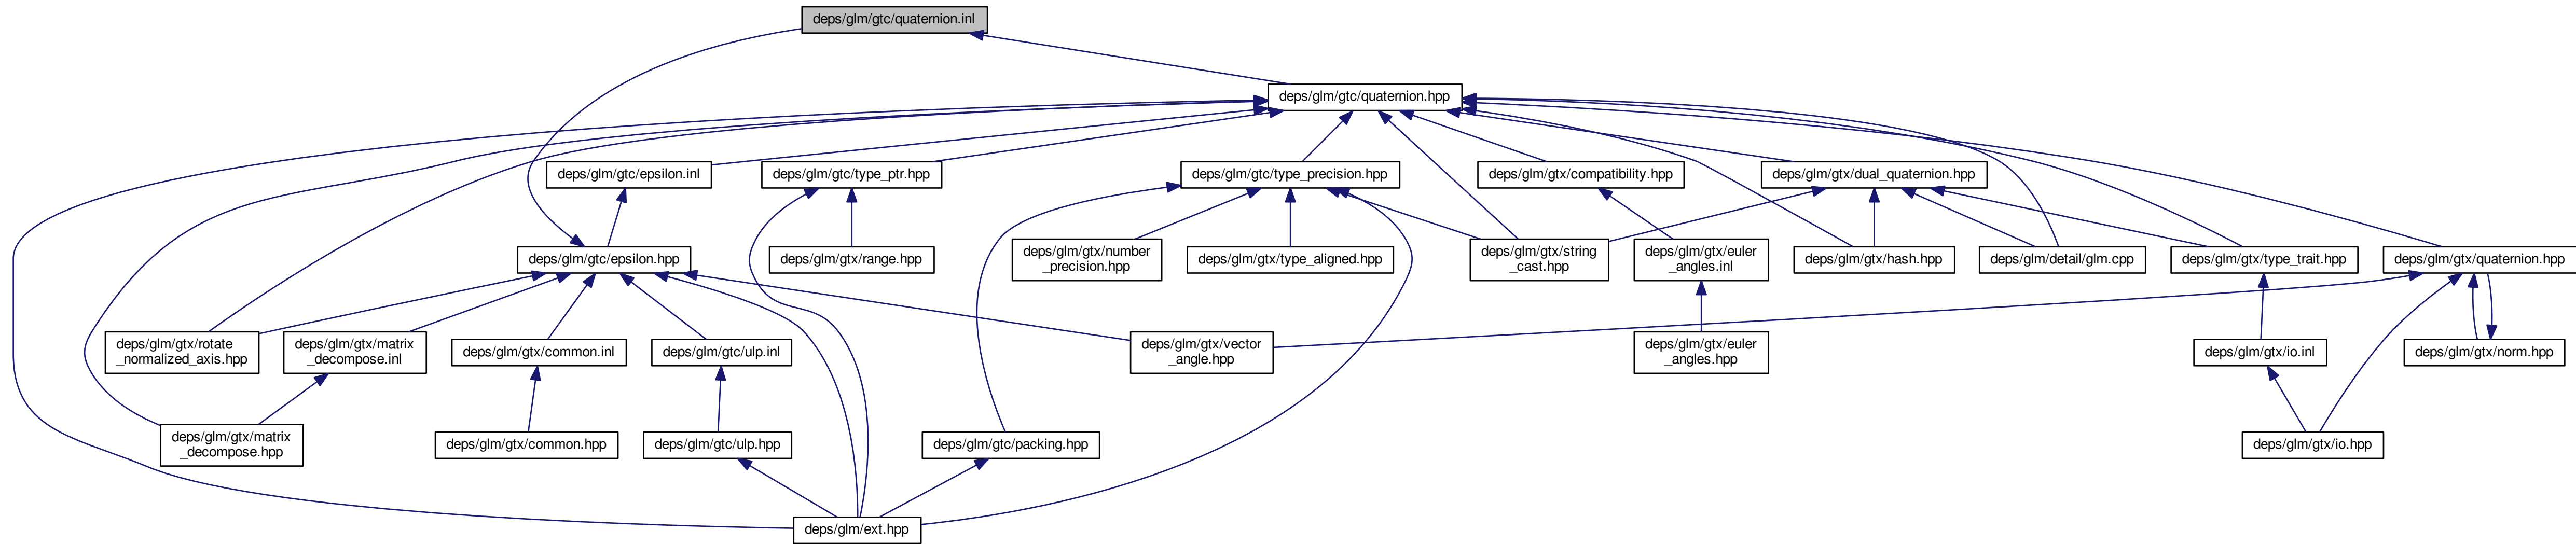 deps/glm/gtc/quaternion.inl
deps/glm/gtc/quaternion.hpp
deps/glm/gtc/epsilon.inl
deps/glm/gtc/type_ptr.hpp
deps/glm/gtc/type_precision.hpp
deps/glm/gtx/compatibility.hpp
deps/glm/gtx/dual_quaternion.hpp
deps/glm/gtc/epsilon.hpp
deps/glm/gtx/range.hpp
deps/glm/gtx/number
_precision.hpp
deps/glm/gtx/type_aligned.hpp
deps/glm/gtx/string
_cast.hpp
deps/glm/gtx/euler
_angles.inl
deps/glm/gtx/hash.hpp
deps/glm/detail/glm.cpp
deps/glm/gtx/type_trait.hpp
deps/glm/gtx/quaternion.hpp
deps/glm/gtx/rotate
_normalized_axis.hpp
deps/glm/gtx/matrix
_decompose.inl
deps/glm/gtx/common.inl
deps/glm/gtc/ulp.inl
deps/glm/gtx/vector
_angle.hpp
deps/glm/gtx/euler
_angles.hpp
deps/glm/gtx/io.inl
deps/glm/gtx/norm.hpp
deps/glm/gtx/matrix
_decompose.hpp
deps/glm/gtx/common.hpp
deps/glm/gtc/ulp.hpp
deps/glm/gtc/packing.hpp
deps/glm/gtx/io.hpp
deps/glm/ext.hpp